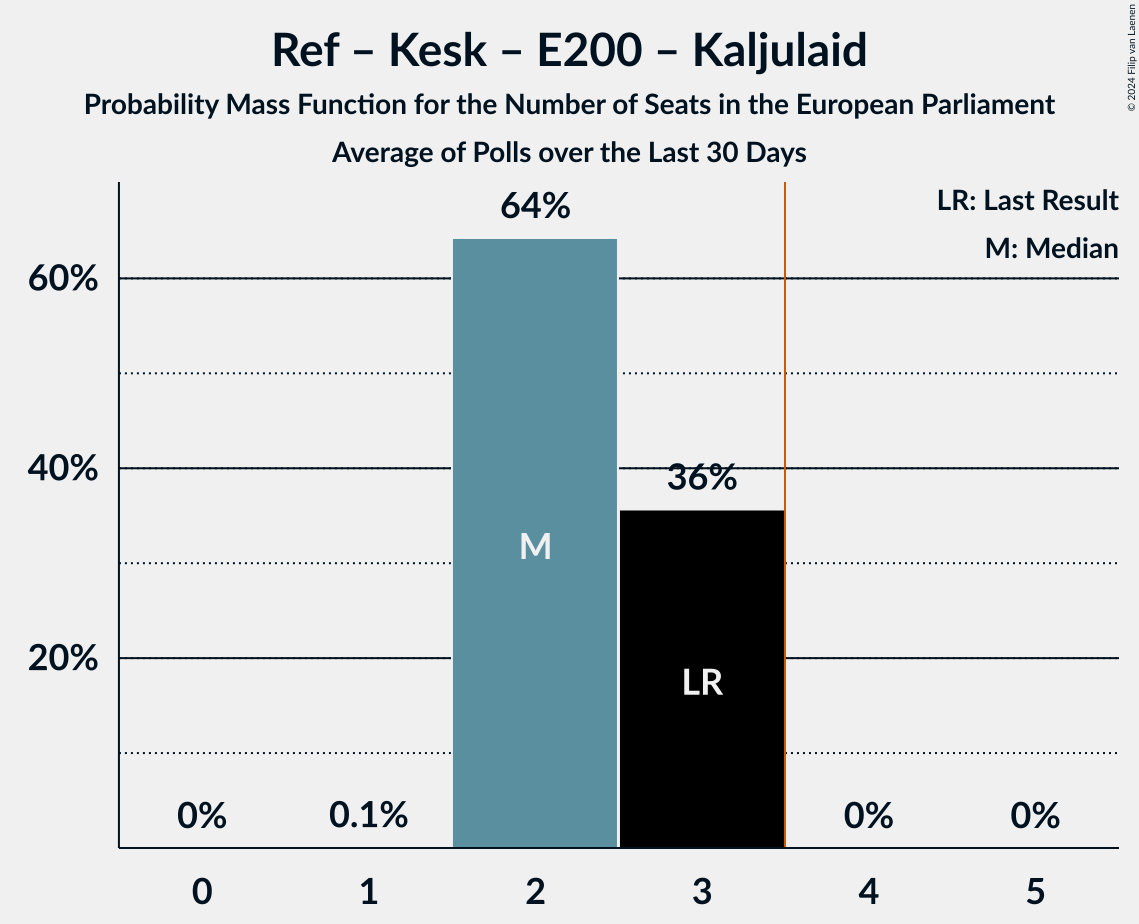 Ref – Kesk – E200 – Kaljulaid
Probability Mass Function for the Number of Seats in the European Parliament
Average of Polls over the Last 30 Days
© 2024 Filip van Laenen
LR: Last Result
M: Median
64%
60%
40%
36%
M
20%
LR
0%
0.1%
0%
0%
0
1
2
3
4
5